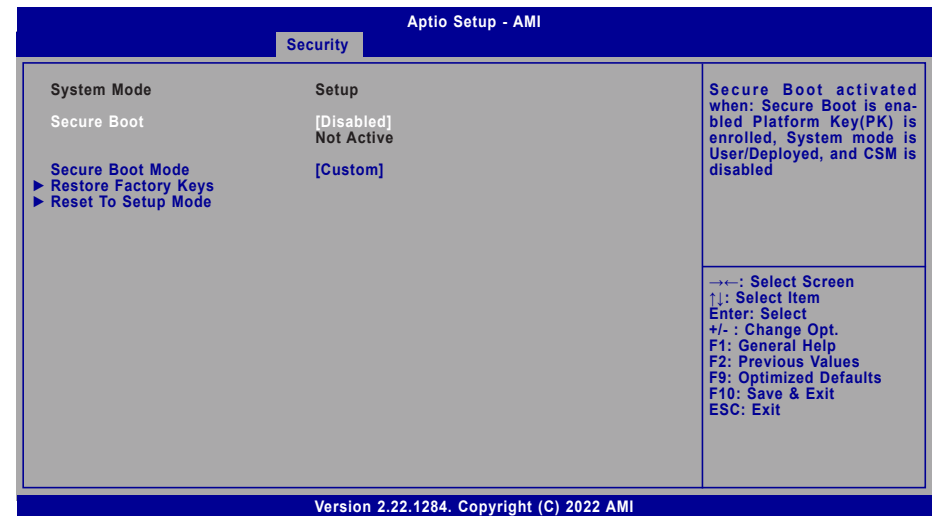 Aptio Setup - AMI
Security
System Mode Setup
Secure Boot [Disabled]
Not Active
Secure Boot Mode [Custom]
▶ Restore Factory Keys
▶ Reset To Setup Mode
Secure Boot activated
when: Secure Boot is ena-
bled Platform Key(PK) is
enrolled, System mode is
User/Deployed, and CSM is
disabled
→←: Select Screen
↑↓: Select Item
Enter: Select
+/- : Change Opt.
F1: General Help
F2: Previous Values
F9: Optimized Defaults
F10: Save & Exit
ESC: Exit
Version 2.22.1284. Copyright (C) 2022 AMI